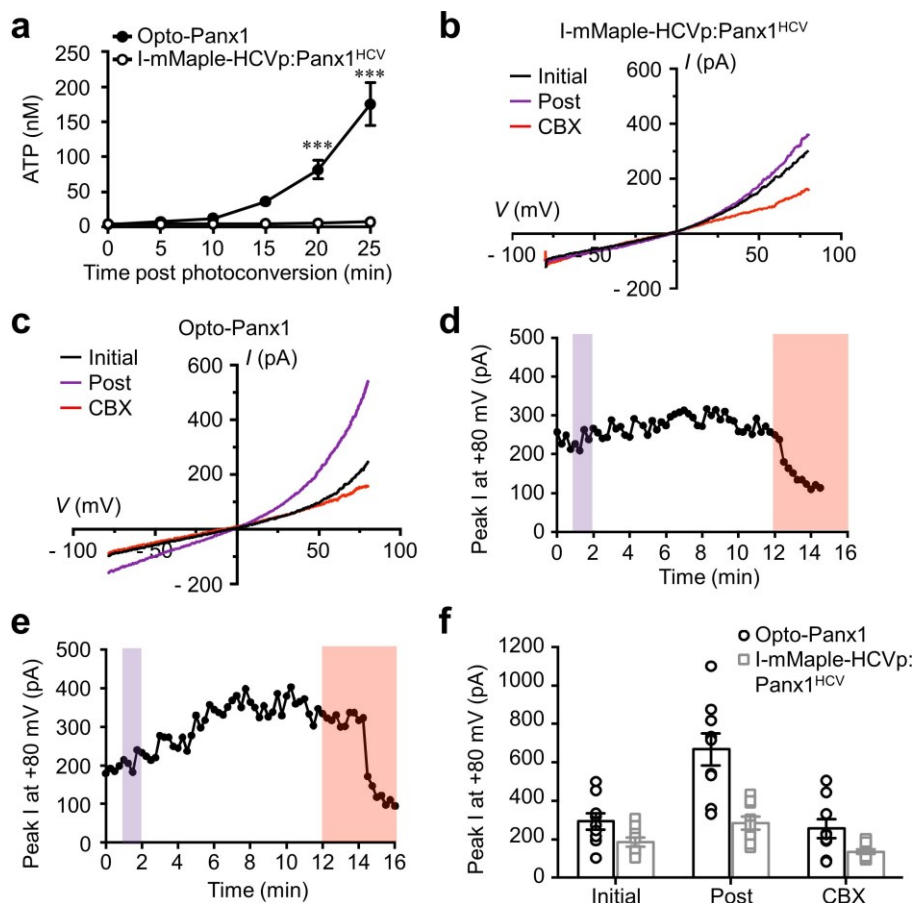 a
Opto-Panx1
I-mMaple-HCVp:Panx1HCV
250
200
150
100
50
0
ATP (nM)
***
***
0 5 10 15 20 25
Time post photoconversion (min)
b
I-mMaple-HCVp:Panx1HCV
I (pA)
Initial
Post
CBX
600
400
200
V (mV)
- 100 - 50 50 100
- 200
c
Opto-Panx1
I (pA)
Initial
Post
CBX
600
400
200
V (mV)
- 100 - 50 50 100
- 200
d
500
400
300
200
100
0
Peak I at +80 mV (pA)
0 2 4 6 8 10 12 14 16
Time (min)
e
500
400
300
200
100
0
Peak I at +80 mV (pA)
0 2 4 6 8 10 12 14 16
Time (min)
f
Opto-Panx1
I-mMaple-HCVp:
Panx1HCV
1200
1000
800
600
400
200
0
Peak I at +80 mV (pA)
Initial Post CBX